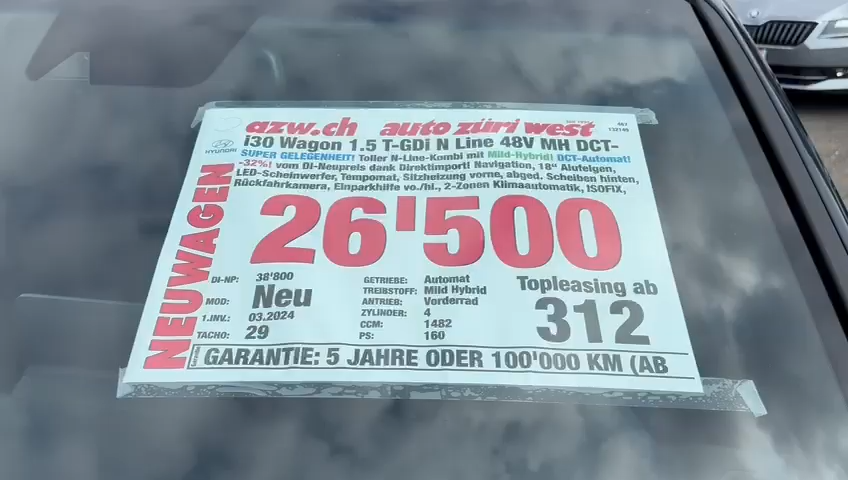 azw.ch auto züri west
467
132149
HYUNDAI
i30 Wagon 1.5 T-GDi N Line 48V MH DCT-
SUPER GELEGENHEIT! Toller N-Line-Kombi mit Mild-Hybrid! DCT-Automat!
-32%! vom DI-Neupreis dank Direktimport! Navigation, 18" Alufelgen,
LED-Scheinwerfer, Tempomat, Sitzheizung vorne, abged. Scheiben hinten,
Rückfahrkamera, Einparkhilfe vo./hi., 2-Zonen Klimaautomatik, ISOFIX,
NEUWAGEN
26'500
DI-NP: 38'800
MOD: Neu
1.INV.: 03.2024
TACHO: 29
GETRIEBE: Automat
TREIBSTOFF: Mild Hybrid
ANTRIEB: Vorderrad
ZYLINDER: 4
CCM: 1482
PS: 160
Topleasing ab
312
GARANTIE: 5 JAHRE ODER 100'000 KM (AB